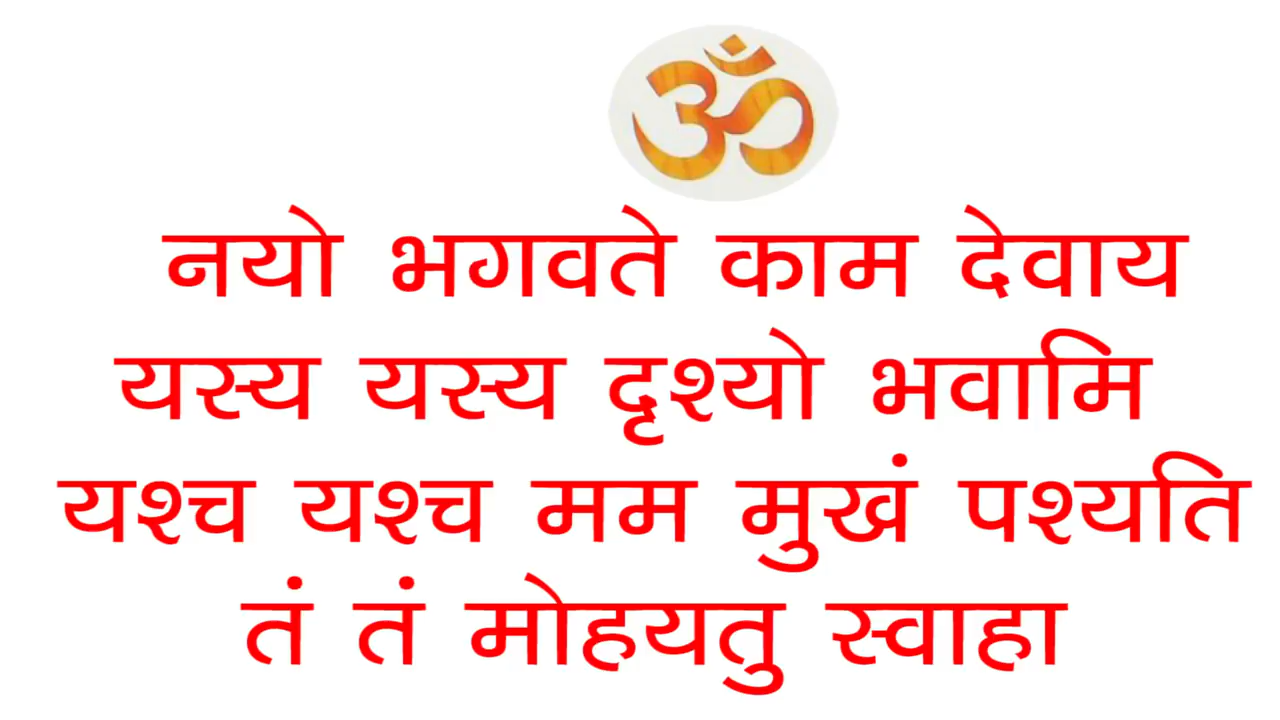 ॐ
नयो भगवते काम देवाय
यस्य यस्य दृश्यो भवामि
यश्च यश्च मम मुखं पश्यति
तं तं मोहयतु स्वाहा